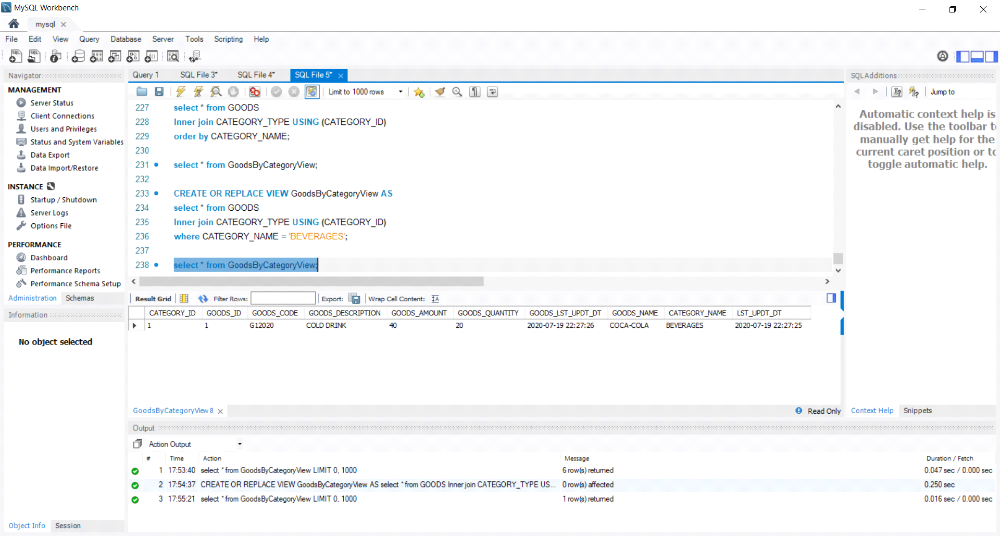 MySQL Workbench
mysql
File Edit View Query Database Server Tools Scripting Help
Navigator
MANAGEMENT
Server Status
Client Connections
Users and Privileges
Status and System Variables
Data Export
Data Import/Restore
INSTANCE
Startup / Shutdown
Server Logs
Options File
PERFORMANCE
Dashboard
Performance Reports
Performance Schema Setup
Administration Schemas
Information
No object selected
Object Info Session
Query 1 SQL File 3* SQL File 4* SQL File 5*
Limit to 1000 rows
227 select * from GOODS
228 Inner join CATEGORY_TYPE USING (CATEGORY_ID)
229 order by CATEGORY_NAME;
230
231 select * from GoodsByCategoryView;
232
233 CREATE OR REPLACE VIEW GoodsByCategoryView AS
234 select * from GOODS
235 Inner join CATEGORY_TYPE USING (CATEGORY_ID)
236 where CATEGORY_NAME = 'BEVERAGES';
237
238 select * from GoodsByCategoryView;
Result Grid Filter Rows: Export: Wrap Cell Content:
CATEGORY_ID GOODS_ID GOODS_CODE GOODS_DESCRIPTION GOODS_AMOUNT GOODS_QUANTITY GOODS_LST_UPDT_DT GOODS_NAME CATEGORY_NAME LST_UPDT_DT
1 1 G12020 COLD DRINK 40 20 2020-07-19 22:27:26 COCA-COLA BEVERAGES 2020-07-19 22:27:25
GoodsByCategoryView 8
Read Only
SQLAdditions
Jump to
Automatic context help is
disabled. Use the toolbar t
manually get help for the
current caret position or to
toggle automatic help.
Context Help Snippets
Output
Action Output
# Time Action Message Duration / Fetch
1 17:53:40 select * from GoodsByCategoryView LIMIT 0, 1000 6 row(s) returned 0.047 sec / 0.000 sec
2 17:54:37 CREATE OR REPLACE VIEW GoodsByCategoryView AS select * from GOODS Inner join CATEGORY_TYPE US... 0 row(s) affected 0.250 sec
3 17:55:21 select * from GoodsByCategoryView LIMIT 0, 1000 1 row(s) returned 0.016 sec / 0.000 sec